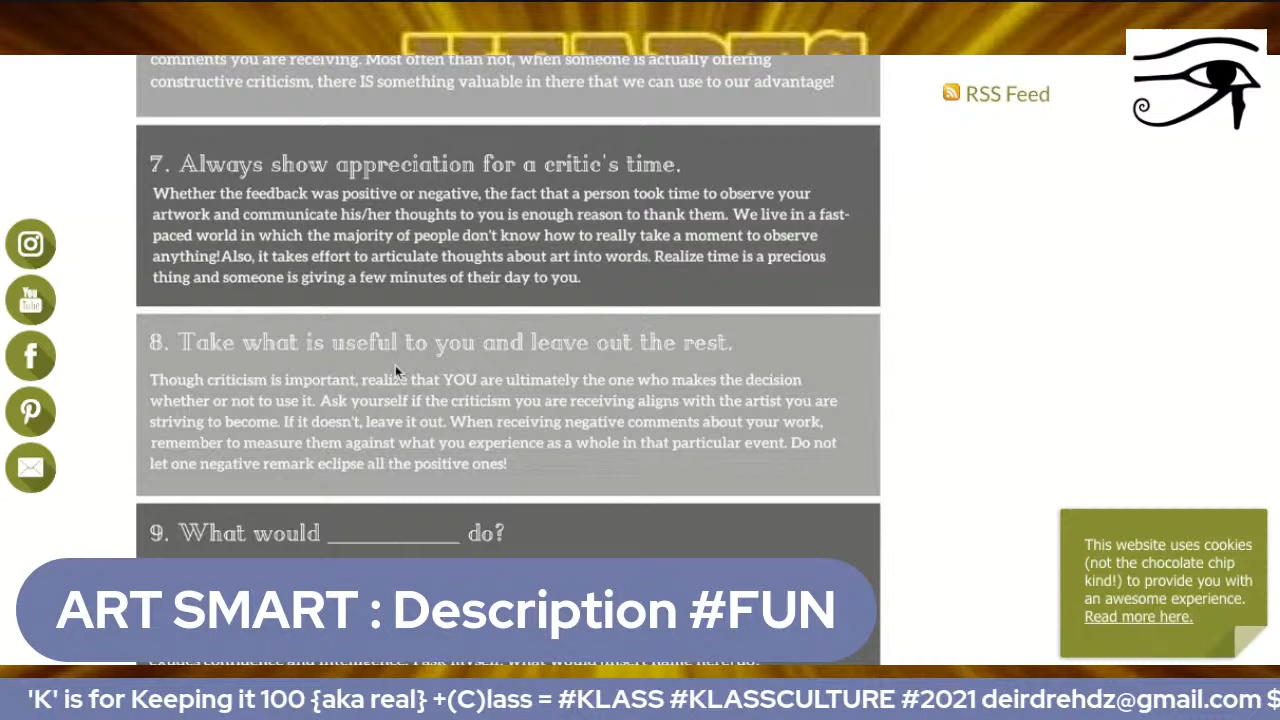 comments you are receiving. Most often than not, when someone is actually offering
constructive criticism, there IS something valuable in there that we can use to our advantage!
RSS Feed
7. Always show appreciation for a critic's time.
Whether the feedback was positive or negative, the fact that a person took time to observe your
artwork and communicate his/her thoughts to you is enough reason to thank them. We live in a fast-
paced world in which the majority of people don't know how to really take a moment to observe
anything!Also, it takes effort to articulate thoughts about art into words. Realize time is a precious
thing and someone is giving a few minutes of their day to you.
You
Tube
8. Take what is useful to you and leave out the rest.
Though criticism is important, realize that YOU are ultimately the one who makes the decision
whether or not to use it. Ask yourself if the criticism you are receiving aligns with the artist you are
striving to become. If it doesn't, leave it out. When receiving negative comments about your work,
remember to measure them against what you experience as a whole in that particular event. Do not
let one negative remark eclipse all the positive ones!
9. What would __________ do?
This website uses cookies
(not the chocolate chip
kind!) to provide you with
an awesome experience.
Read more here.
ART SMART : Description #FUN
'K' is for Keeping it 100 {aka real} +(C)lass = #KLASS #KLASSCULTURE #2021 deirdrehdz@gmail.com $